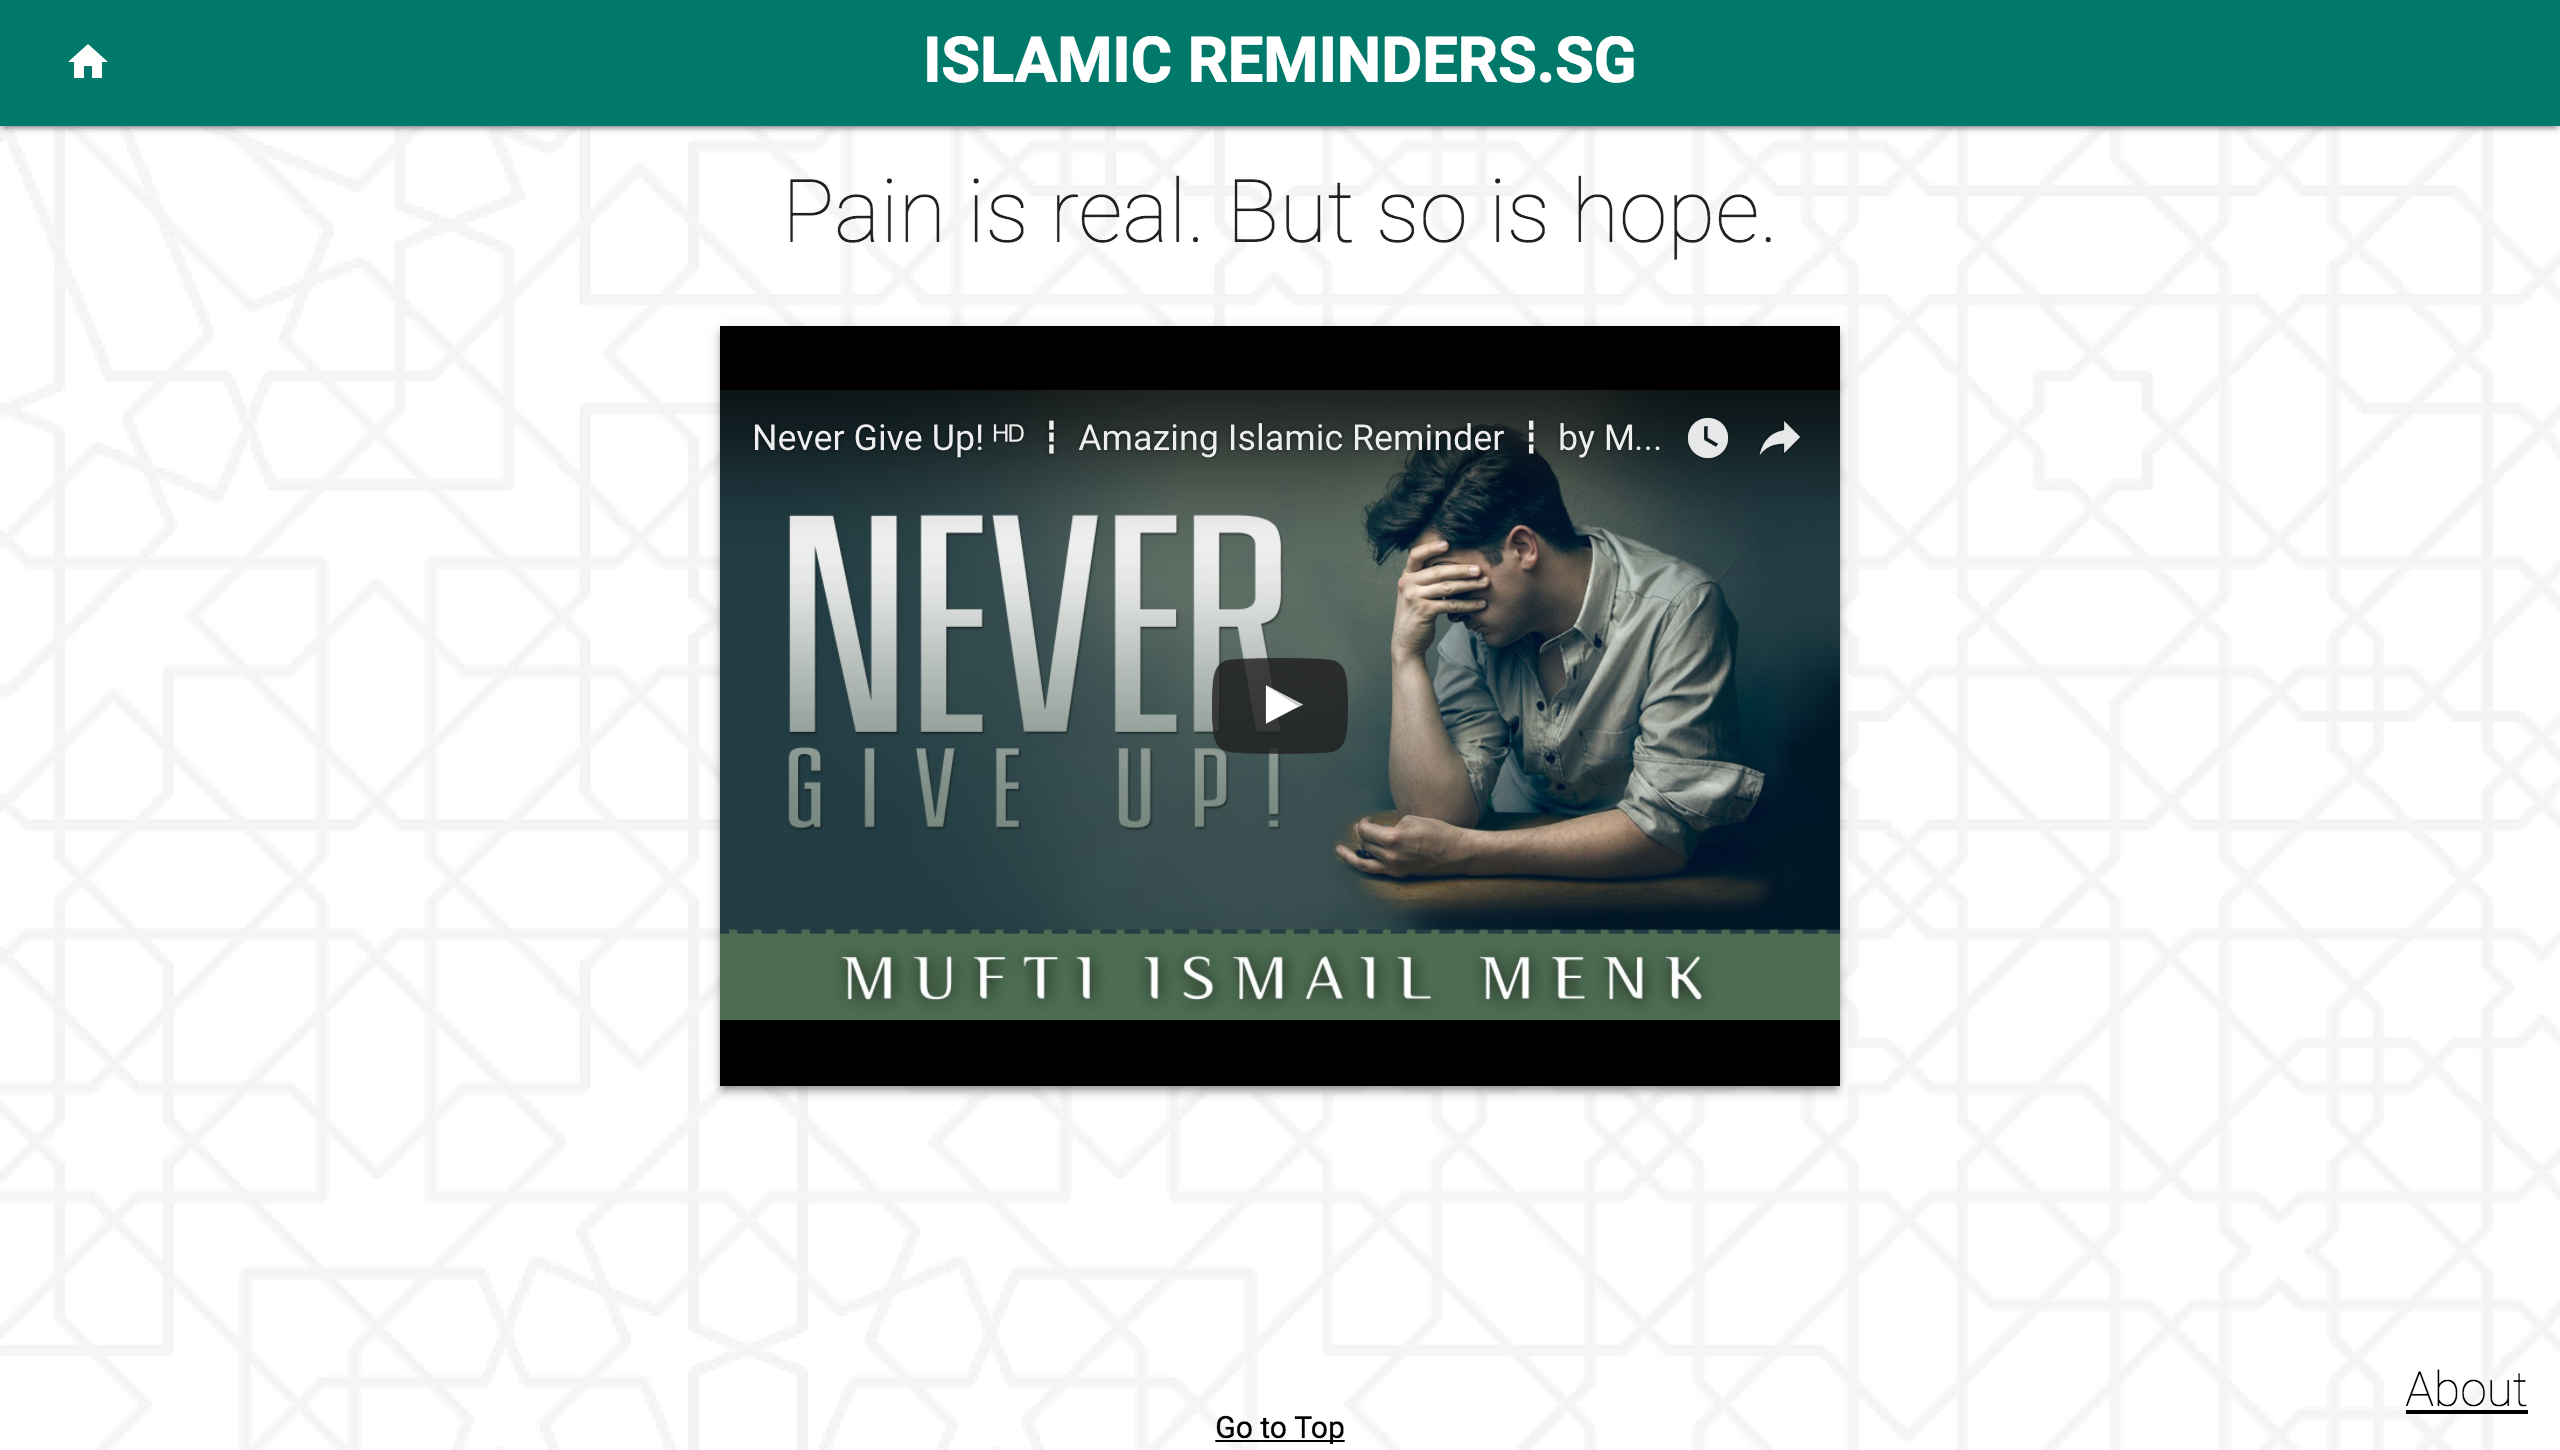 ISLAMIC REMINDERS.SG
Pain is real. But so is hope.
Never Give Up! ᴴᴰ ┇ Amazing Islamic Reminder ┇ by M...
NEVER
GIVE UP!
MUFTI ISMAIL MENK
About
Go to Top